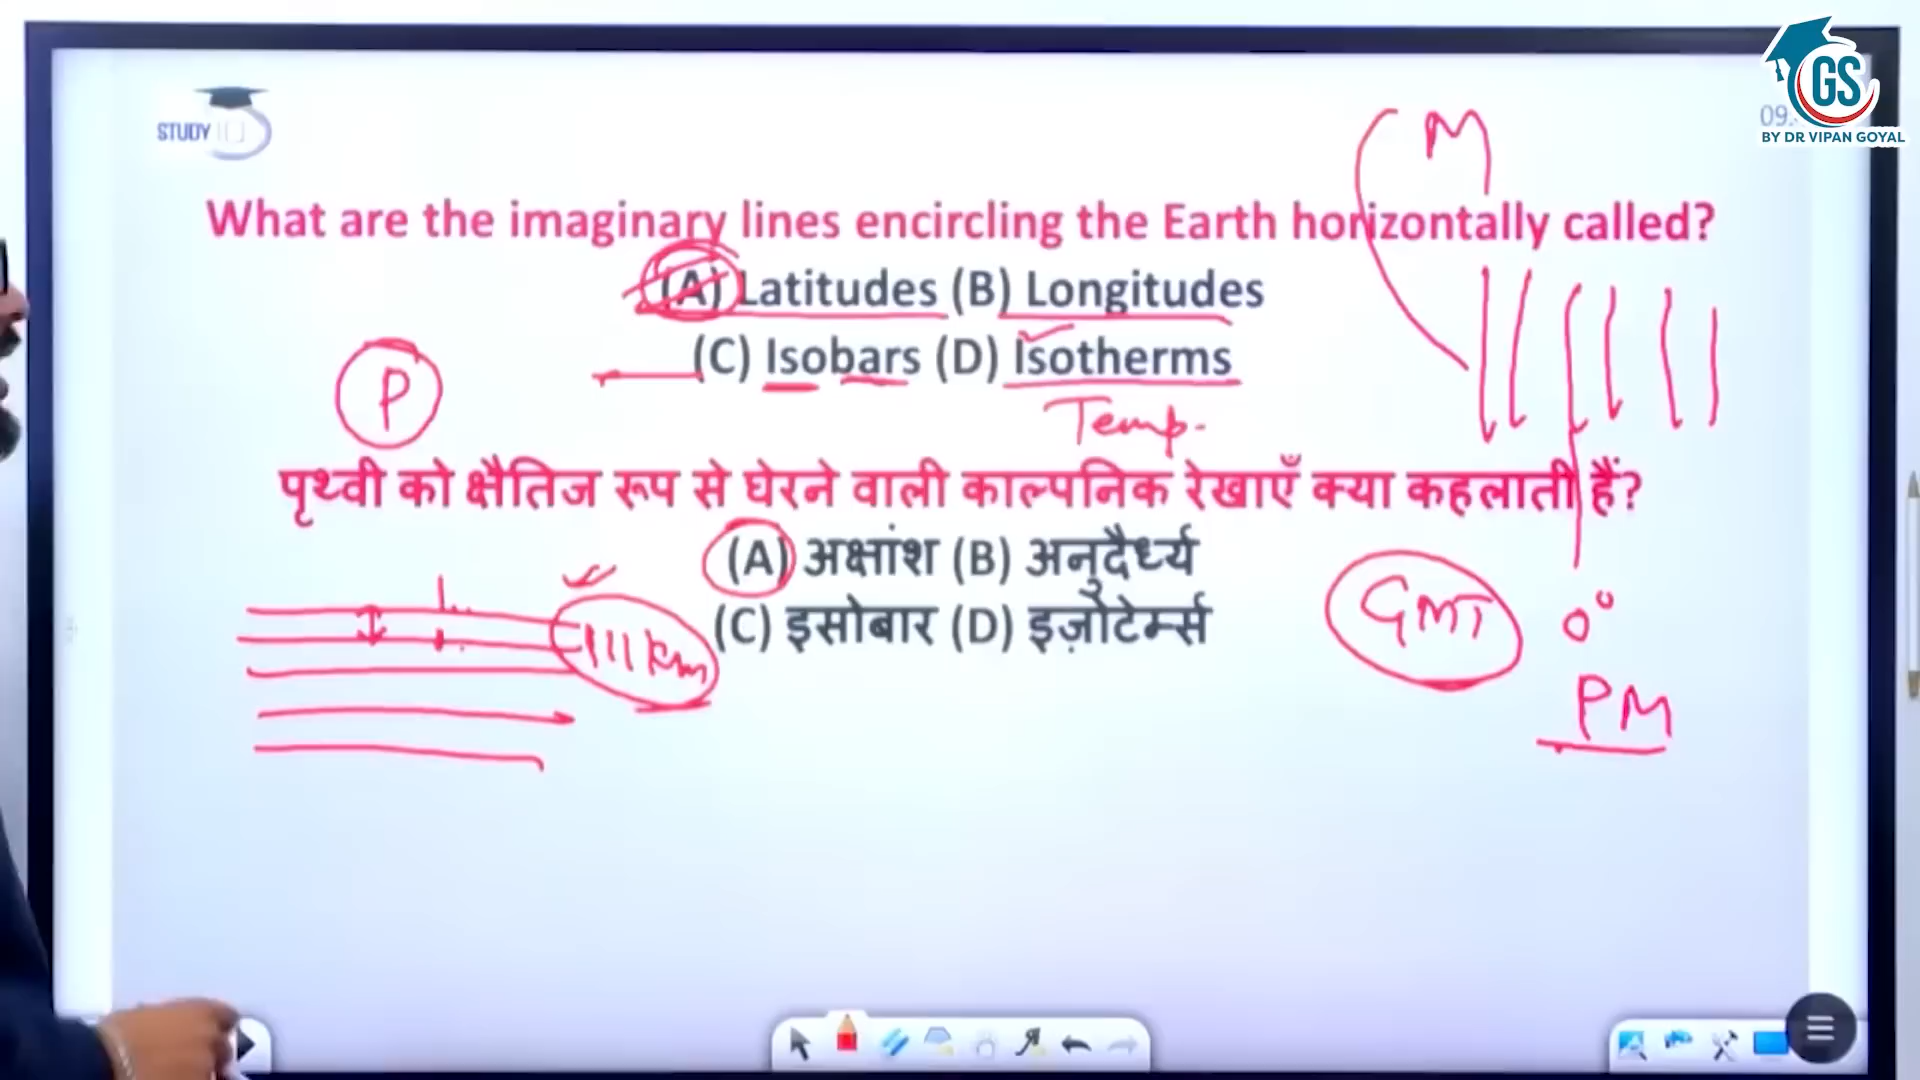 GS
BY DR VIPAN GOYAL
STUDY
09.
M
What are the imaginary lines encircling the Earth horizontally called?
(A) Latitudes (B) Longitudes
(C) Isobars (D) Isotherms
P
Temp.
पृथ्वी को क्षैतिज रूप से घेरने वाली काल्पनिक रेखाएँ क्या कहलाती हैं?
(A) अक्षांश (B) अनुदैर्ध्य
(C) इसोबार (D) इज़ोटेर्म्स
111 km
GMT
0°
PM